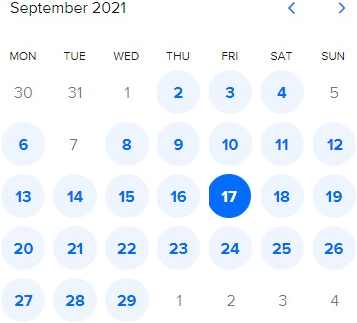 September 2021
MON TUE WED THU FRI SAT SUN
30 31 1 2 3 4 5
6 7 8 9 10 11 12
13 14 15 16 17 18 19
20 21 22 23 24 25 26
27 28 29 1 2 3 4